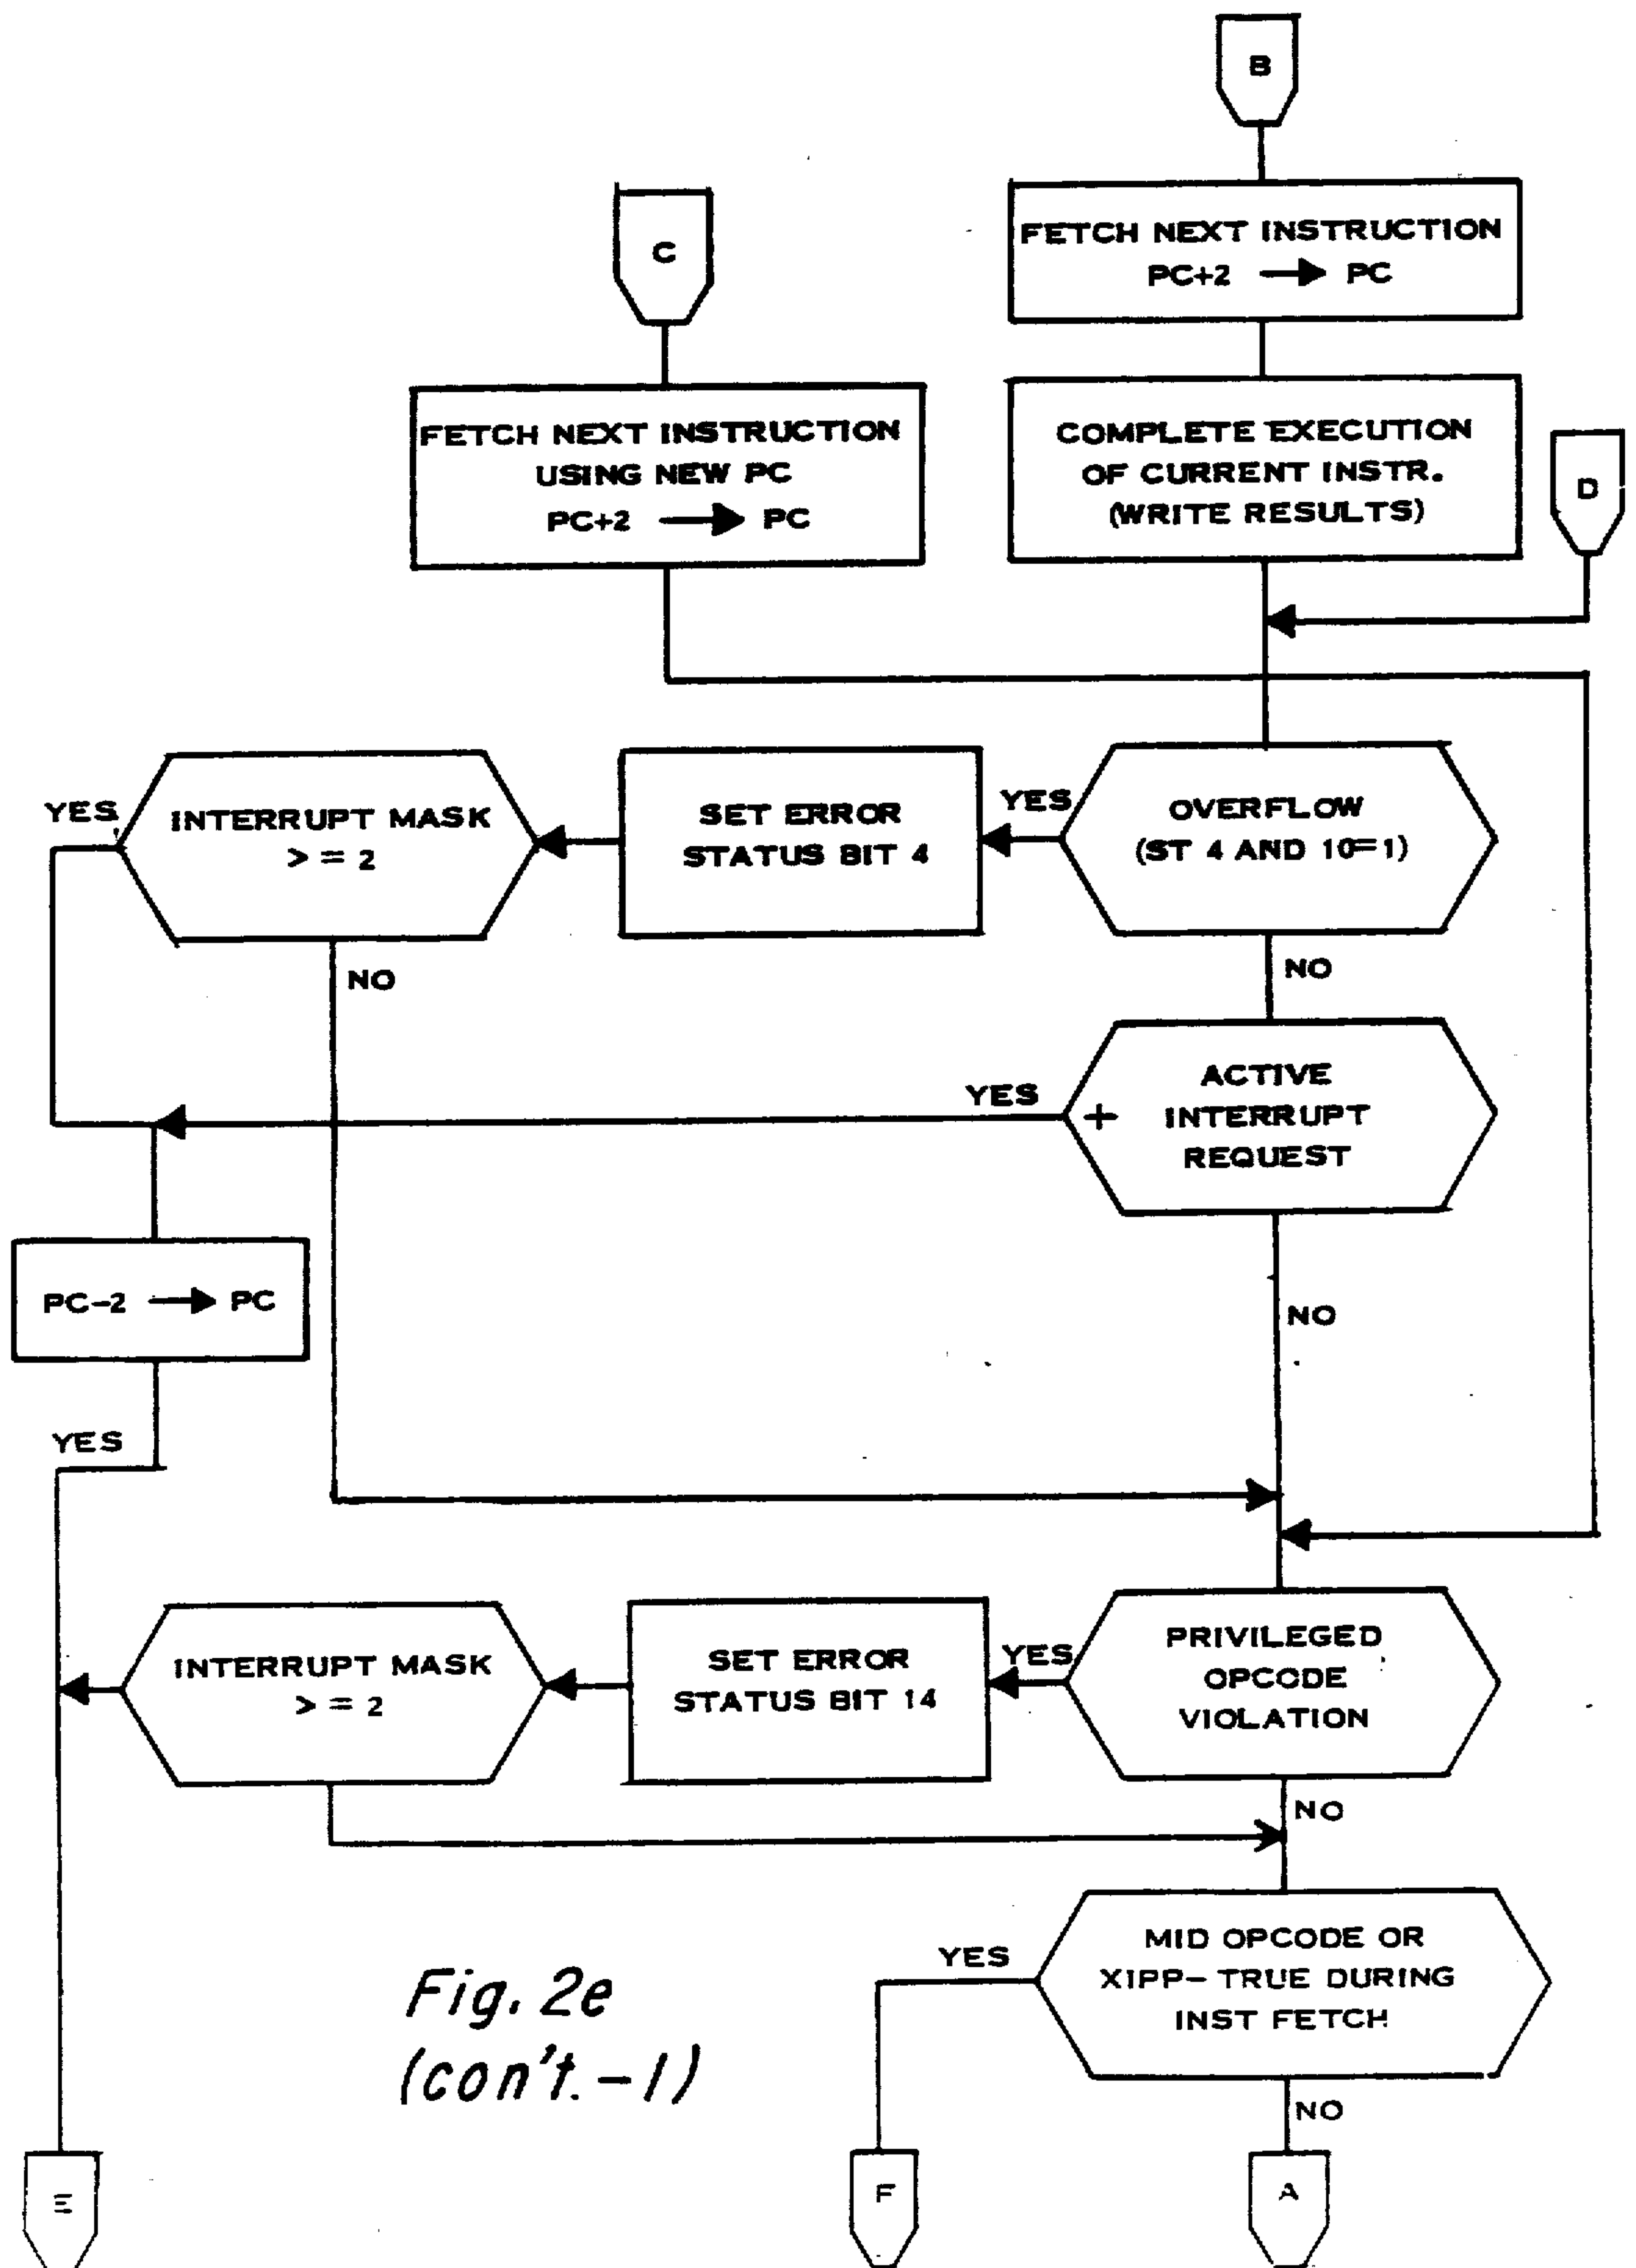 B
FETCH NEXT INSTRUCTION
PC+2 → PC
C
FETCH NEXT INSTRUCTION
USING NEW PC
PC+2 → PC
COMPLETE EXECUTION
OF CURRENT INSTR.
(WRITE RESULTS)
D
YES
INTERRUPT MASK
>= 2
SET ERROR
STATUS BIT 4
YES
OVERFLOW
(ST 4 AND 10=1)
NO
NO
YES
+
ACTIVE
INTERRUPT
REQUEST
PC-2 → PC
NO
YES
INTERRUPT MASK
>= 2
SET ERROR
STATUS BIT 14
YES
PRIVILEGED
OPCODE
VIOLATION
NO
YES
MID OPCODE OR
XIPP- TRUE DURING
INST FETCH
Fig. 2e
(con't.-1)
NO
E
F
A